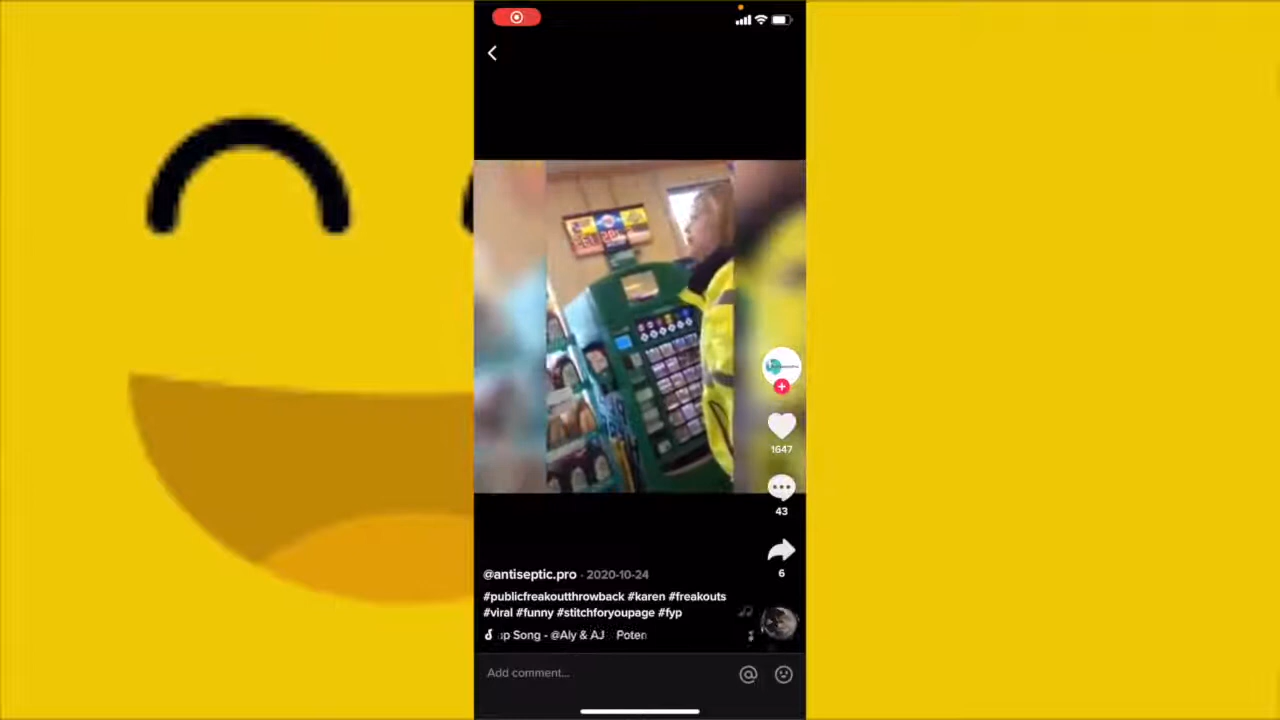 1647
43
6
@antiseptic.pro · 2020-10-24
#publicfreakoutthrowback #karen #freakouts
#viral #funny #stitchforyoupage #fyp
up Song - @Aly & AJ Poten
Add comment...